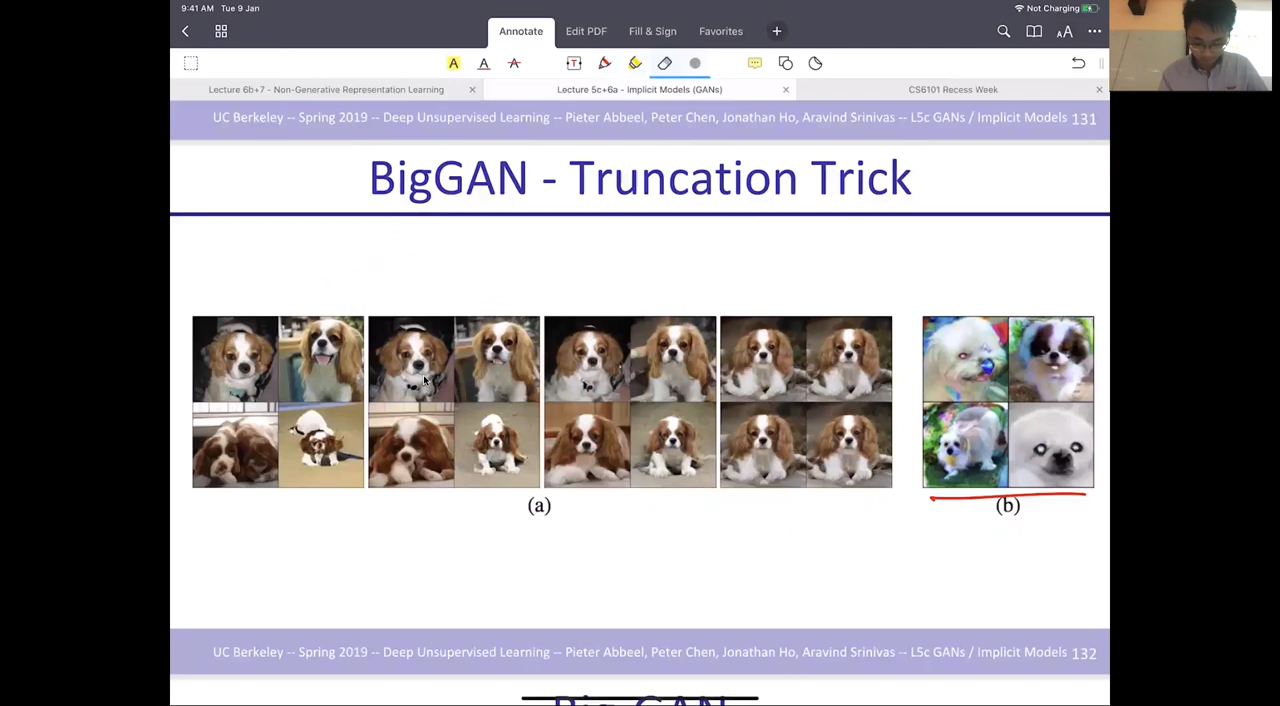 9:41 AM Tue 9 Jan
Not Charging
Annotate Edit PDF Fill & Sign Favorites +
A A A T AA
Lecture 6b+7 - Non-Generative Representation Learning × Lecture 5c+6a - Implicit Models (GANs) × CS6101 Recess Week ×
UC Berkeley -- Spring 2019 -- Deep Unsupervised Learning -- Pieter Abbeel, Peter Chen, Jonathan Ho, Aravind Srinivas -- L5c GANs / Implicit Models 131
BigGAN - Truncation Trick
(a) (b)
UC Berkeley -- Spring 2019 -- Deep Unsupervised Learning -- Pieter Abbeel, Peter Chen, Jonathan Ho, Aravind Srinivas -- L5c GANs / Implicit Models 132